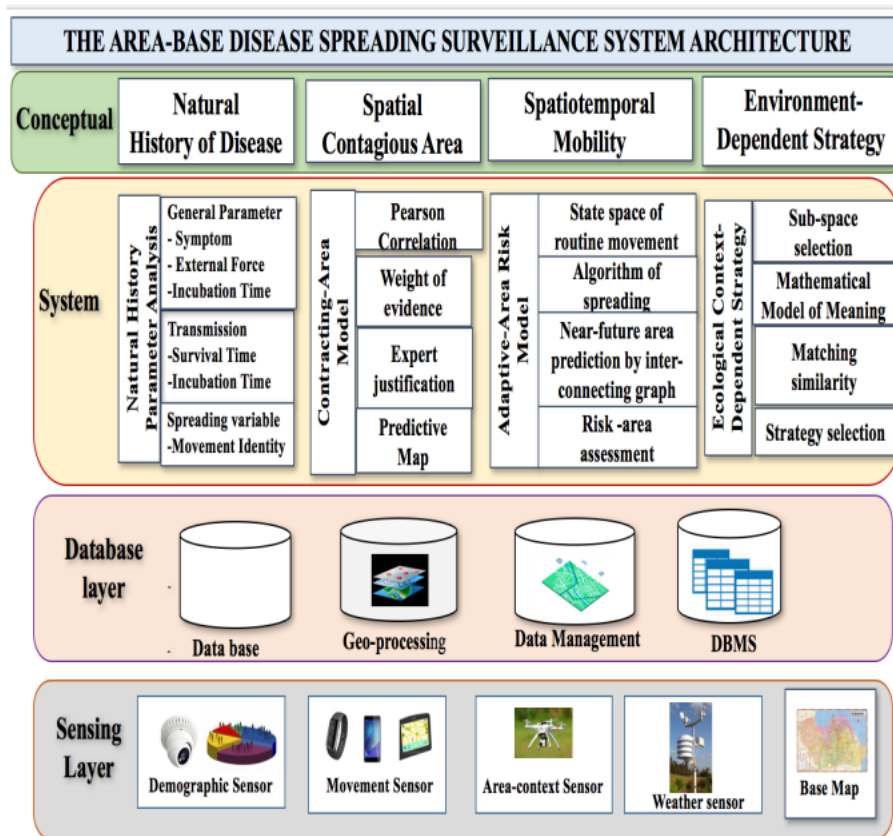 THE AREA-BASE DISEASE SPREADING SURVEILLANCE SYSTEM ARCHITECTURE
Conceptual
Natural
History of Disease
Spatial
Contagious Area
Spatiotemporal
Mobility
Environment-
Dependent Strategy
System
Natural History
Parameter Analysis
General Parameter
- Symptom
- External Force
-Incubation Time
Transmission
-Survival Time
-Incubation Time
Spreading variable
-Movement Identity
Contracting-Area
Model
Pearson
Correlation
Weight of
evidence
Expert
justification
Predictive
Map
Adaptive-Area Risk
Model
State space of
routine movement
Algorithm of
spreading
Near-future area
prediction by inter-
connecting graph
Risk -area
assessment
Ecological Context-
Dependent Strategy
Sub-space
selection
Mathematical
Model of Meaning
Matching
similarity
Strategy selection
Database
layer
Data base
Geo-processing
Data Management
DBMS
Sensing
Layer
Demographic Sensor
Movement Sensor
Area-context Sensor
Weather sensor
Base Map